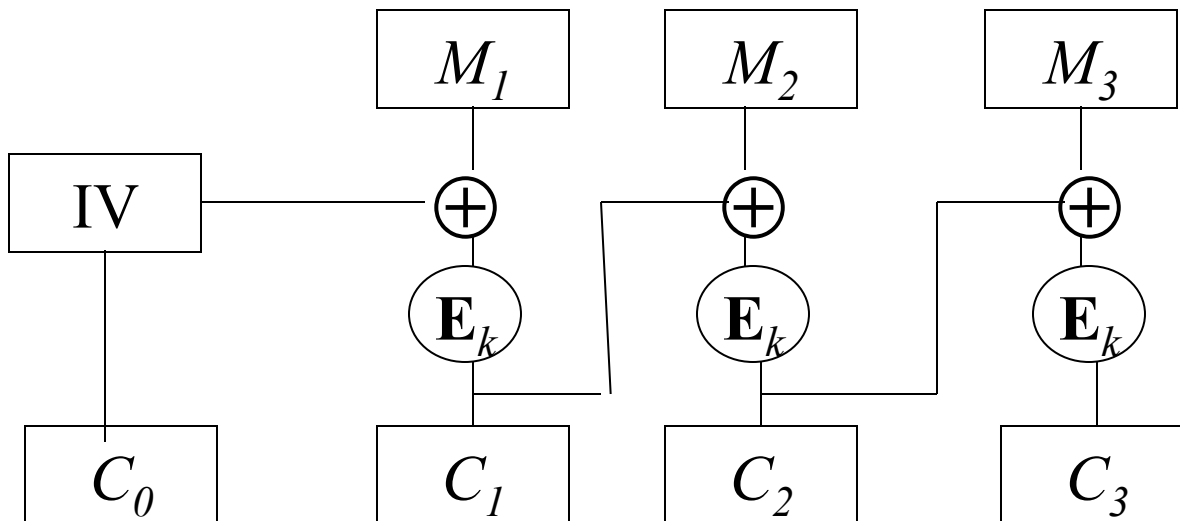 M₁ M₂ M₃
IV ⊕ ⊕ ⊕
Eₖ Eₖ Eₖ
C₀ C₁ C₂ C₃